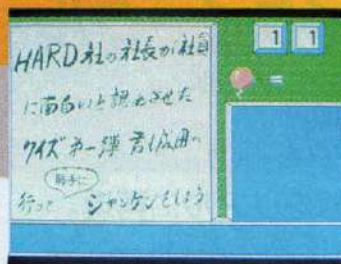 HARD社の社長が社員
に面白いと認めさせた
クイズ第一弾 君も成田へ
勝手に
行って ジャンケンをしよう
1 1
=